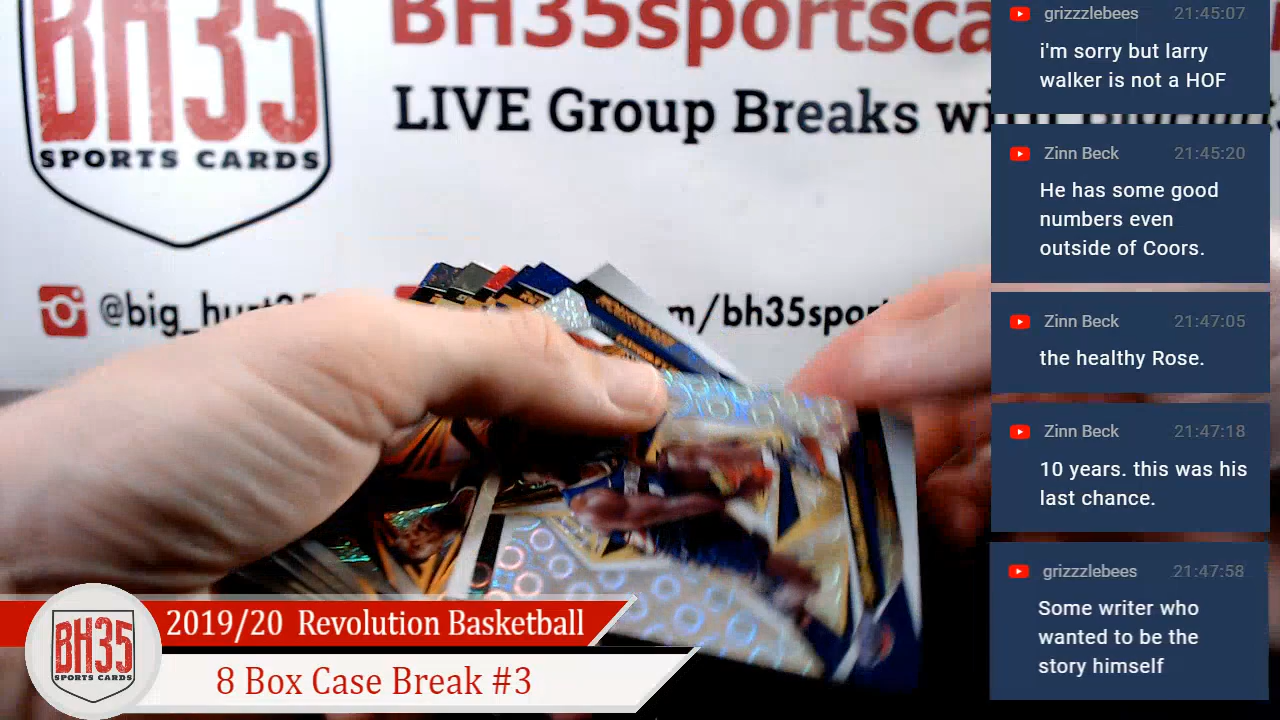 BH35
SPORTS CARDS
BH35sportsca
LIVE Group Breaks wi
@big_hurt35
m/bh35spor
grizzzlebees 21:45:07
i'm sorry but larry
walker is not a HOF
Zinn Beck 21:45:20
He has some good
numbers even
outside of Coors.
Zinn Beck 21:47:05
the healthy Rose.
Zinn Beck 21:47:18
10 years. this was his
last chance.
grizzzlebees 21:47:58
Some writer who
wanted to be the
story himself
BH35
SPORTS CARDS
2019/20 Revolution Basketball
8 Box Case Break #3